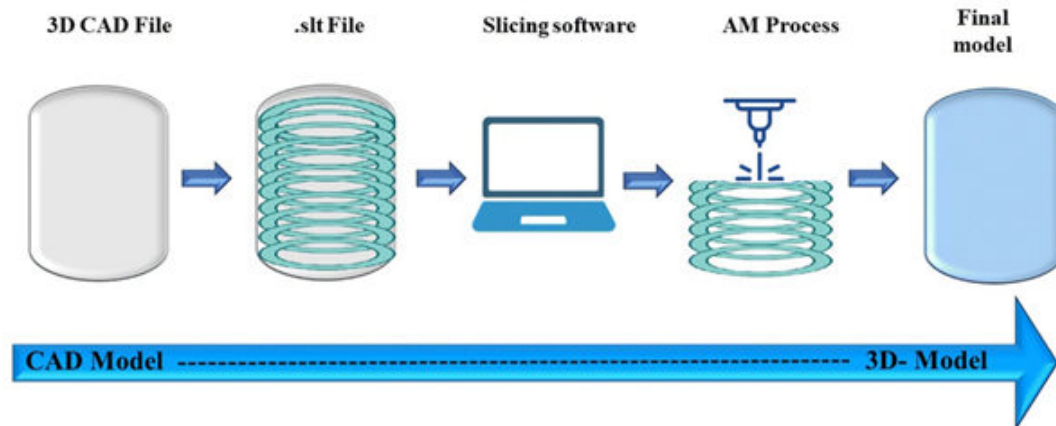 3D CAD File
.slt File
Slicing software
AM Process
Final
model
CAD Model
3D- Model